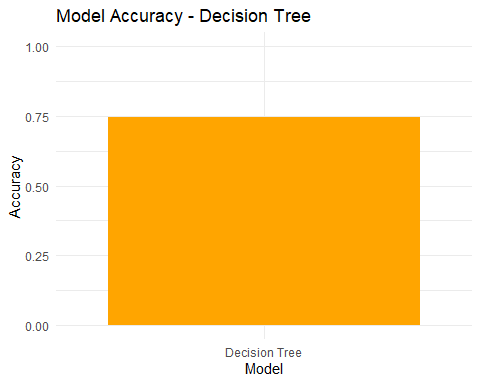 Model Accuracy - Decision Tree
1.00
0.75
0.50
0.25
0.00
Accuracy
Decision Tree
Model